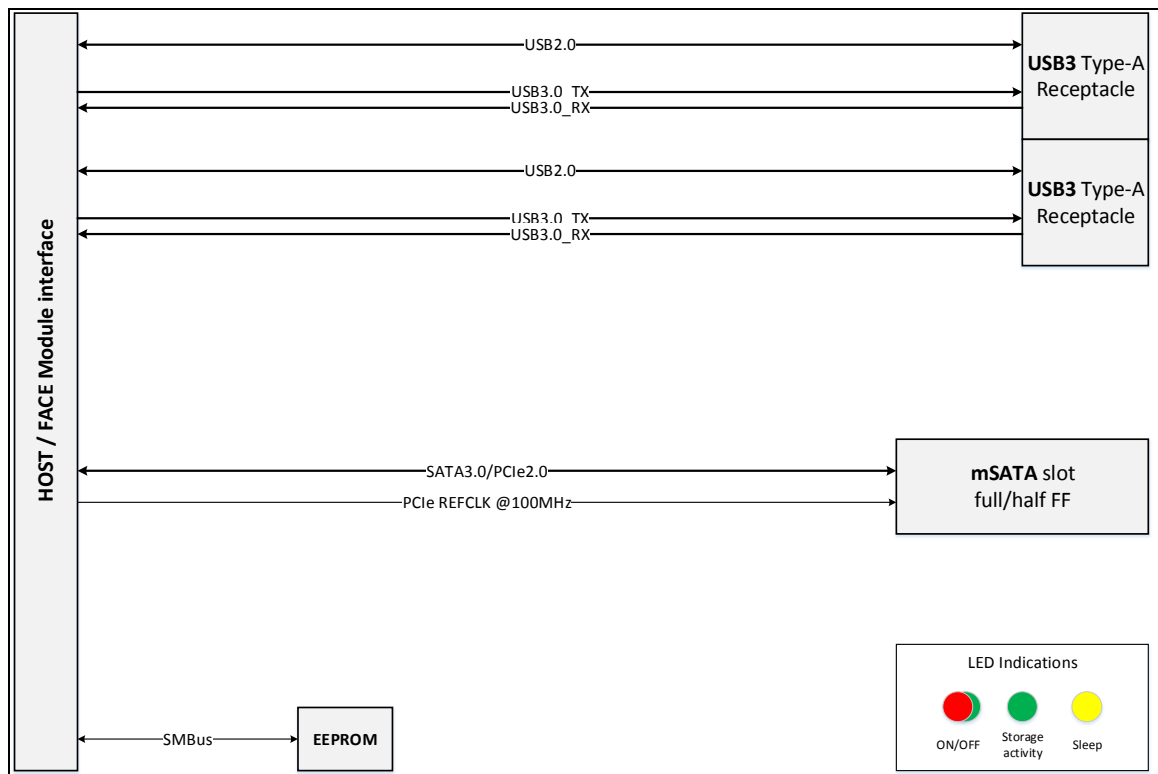 USB2.0
USB3.0_TX
USB3.0_RX
USB3 Type-A
Receptacle
USB2.0
USB3.0_TX
USB3.0_RX
USB3 Type-A
Receptacle
HOST / FACE Module interface
SATA3.0/PCIe2.0
PCIe REFCLK @100MHz
mSATA slot
full/half FF
SMBus
EEPROM
LED Indications
ON/OFF
Storage
activity
Sleep